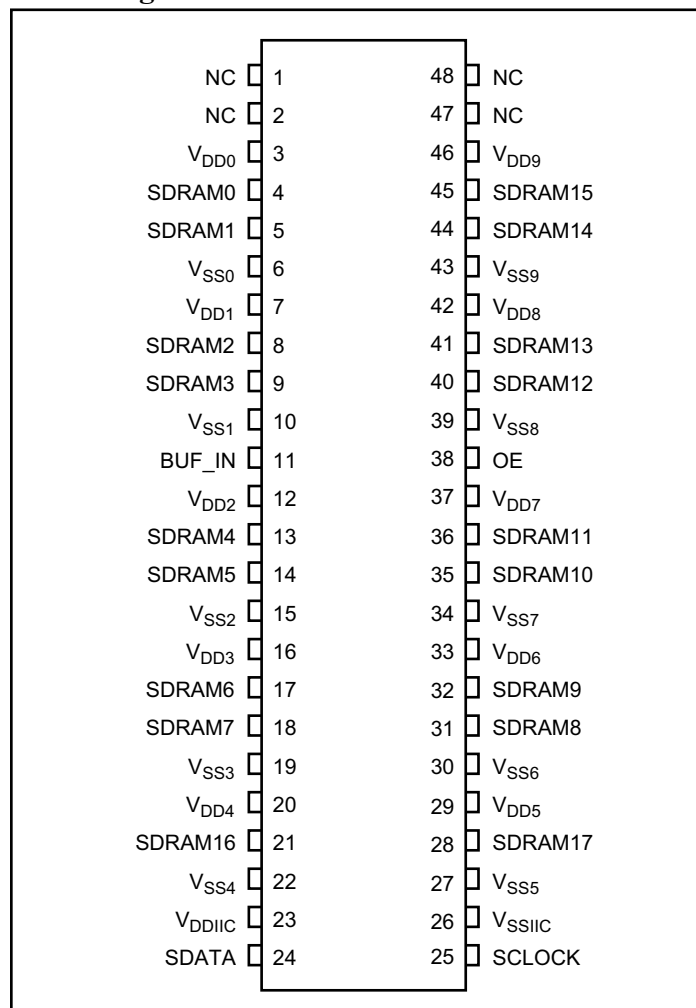 NC 1 48 NC
NC 2 47 NC
VDD0 3 46 VDD9
SDRAM0 4 45 SDRAM15
SDRAM1 5 44 SDRAM14
VSS0 6 43 VSS9
VDD1 7 42 VDD8
SDRAM2 8 41 SDRAM13
SDRAM3 9 40 SDRAM12
VSS1 10 39 VSS8
BUF_IN 11 38 OE
VDD2 12 37 VDD7
SDRAM4 13 36 SDRAM11
SDRAM5 14 35 SDRAM10
VSS2 15 34 VSS7
VDD3 16 33 VDD6
SDRAM6 17 32 SDRAM9
SDRAM7 18 31 SDRAM8
VSS3 19 30 VSS6
VDD4 20 29 VDD5
SDRAM16 21 28 SDRAM17
VSS4 22 27 VSS5
VDDIIC 23 26 VSSIIC
SDATA 24 25 SCLOCK